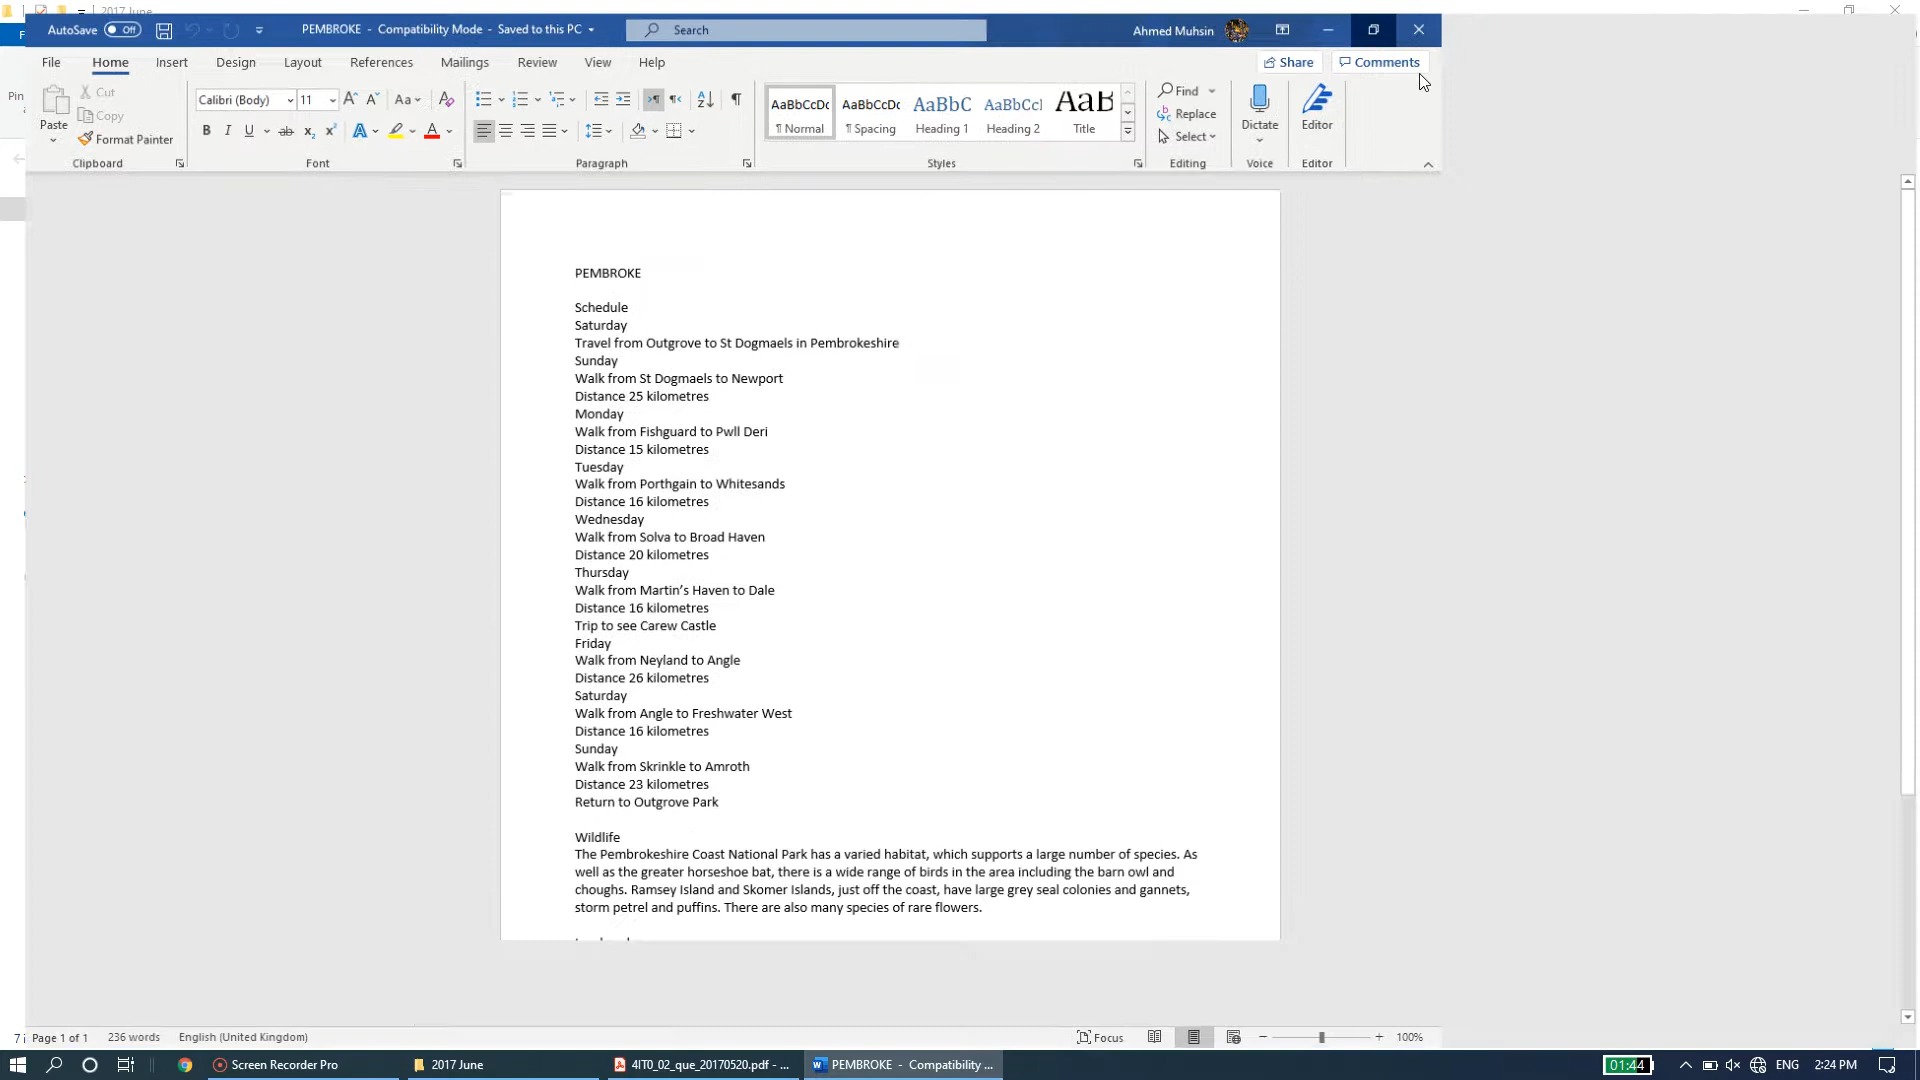 2017 June
AutoSave Off
PEMBROKE - Compatibility Mode - Saved to this PC
Search
Ahmed Muhsin
File Home Insert Design Layout References Mailings Review View Help
Share Comments
Pin
Paste
Cut
Copy
Format Painter
Clipboard
Calibri (Body) 11
Font
Paragraph
AaBbCcDc AaBbCcDc AaBbC AaBbCcI AaB
¶ Normal ¶ Spacing Heading 1 Heading 2 Title
Styles
Find
Replace
Select
Editing
Dictate
Voice
Editor
Editor
PEMBROKE
Schedule
Saturday
Travel from Outgrove to St Dogmaels in Pembrokeshire
Sunday
Walk from St Dogmaels to Newport
Distance 25 kilometres
Monday
Walk from Fishguard to Pwll Deri
Distance 15 kilometres
Tuesday
Walk from Porthgain to Whitesands
Distance 16 kilometres
Wednesday
Walk from Solva to Broad Haven
Distance 20 kilometres
Thursday
Walk from Martin’s Haven to Dale
Distance 16 kilometres
Trip to see Carew Castle
Friday
Walk from Neyland to Angle
Distance 26 kilometres
Saturday
Walk from Angle to Freshwater West
Distance 16 kilometres
Sunday
Walk from Skrinkle to Amroth
Distance 23 kilometres
Return to Outgrove Park
Wildlife
The Pembrokeshire Coast National Park has a varied habitat, which supports a large number of species. As
well as the greater horseshoe bat, there is a wide range of birds in the area including the barn owl and
choughs. Ramsey Island and Skomer Islands, just off the coast, have large grey seal colonies and gannets,
storm petrel and puffins. There are also many species of rare flowers.
7 i
Page 1 of 1 236 words English (United Kingdom)
Focus
100%
Screen Recorder Pro
2017 June
4IT0_02_que_20170520.pdf - ...
PEMBROKE - Compatibility ...
01:44
ENG
2:24 PM